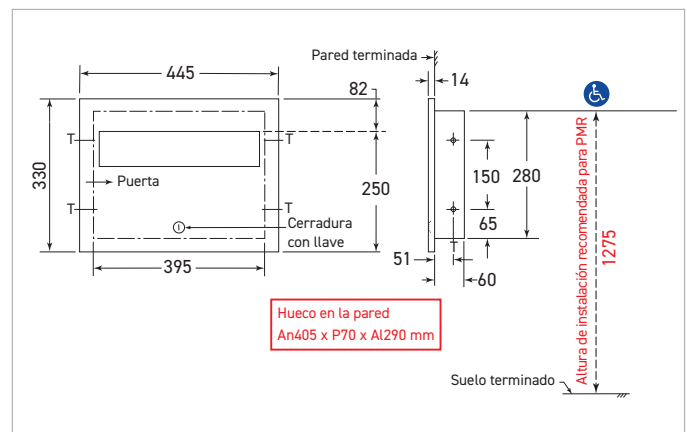 Pared terminada
445
14
82
T
T
330
Puerta
250
150
280
T
T
65
Cerradura
con llave
T
51
395
60
Hueco en la pared
An405 x P70 x Al290 mm
Altura de instalación recomendada para PMR
1275
Suelo terminado